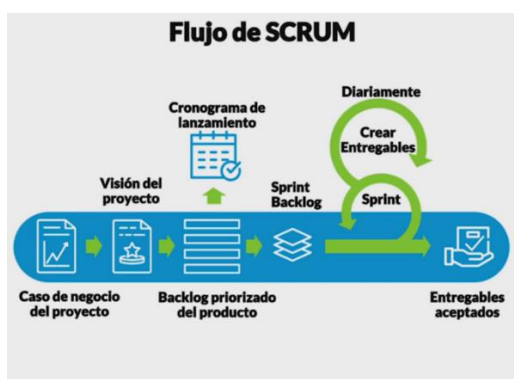 Flujo de SCRUM
Diariamente
Cronograma de
lanzamiento
Crear
Entregables
Visión del
proyecto
Sprint
Backlog
Sprint
Caso de negocio
del proyecto
Backlog priorizado
del producto
Entregables
aceptados